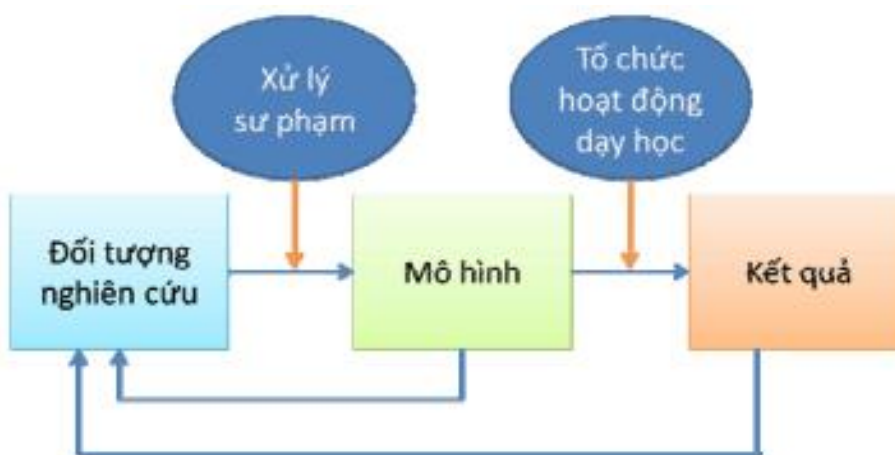 Xử lý
sư phạm
Tổ chức
hoạt động
dạy học
Đối tượng
nghiên cứu
Mô hình
Kết quả